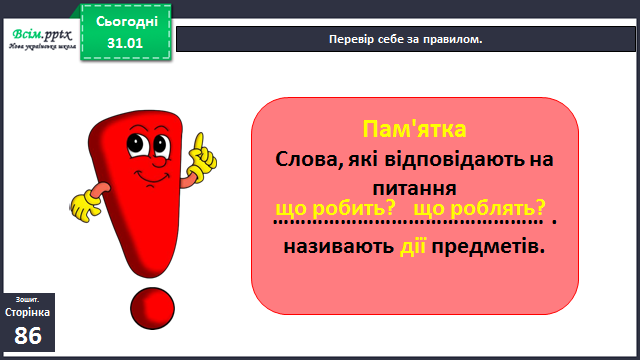 Всім.pptx
Нова українська школа
Сьогодні
31.01
Перевір себе за правилом.
Пам'ятка
Слова, які відповідають на
питання
що робить? що роблять?
………………………………………… .
називають дії предметів.
Зошит.
Сторінка
86